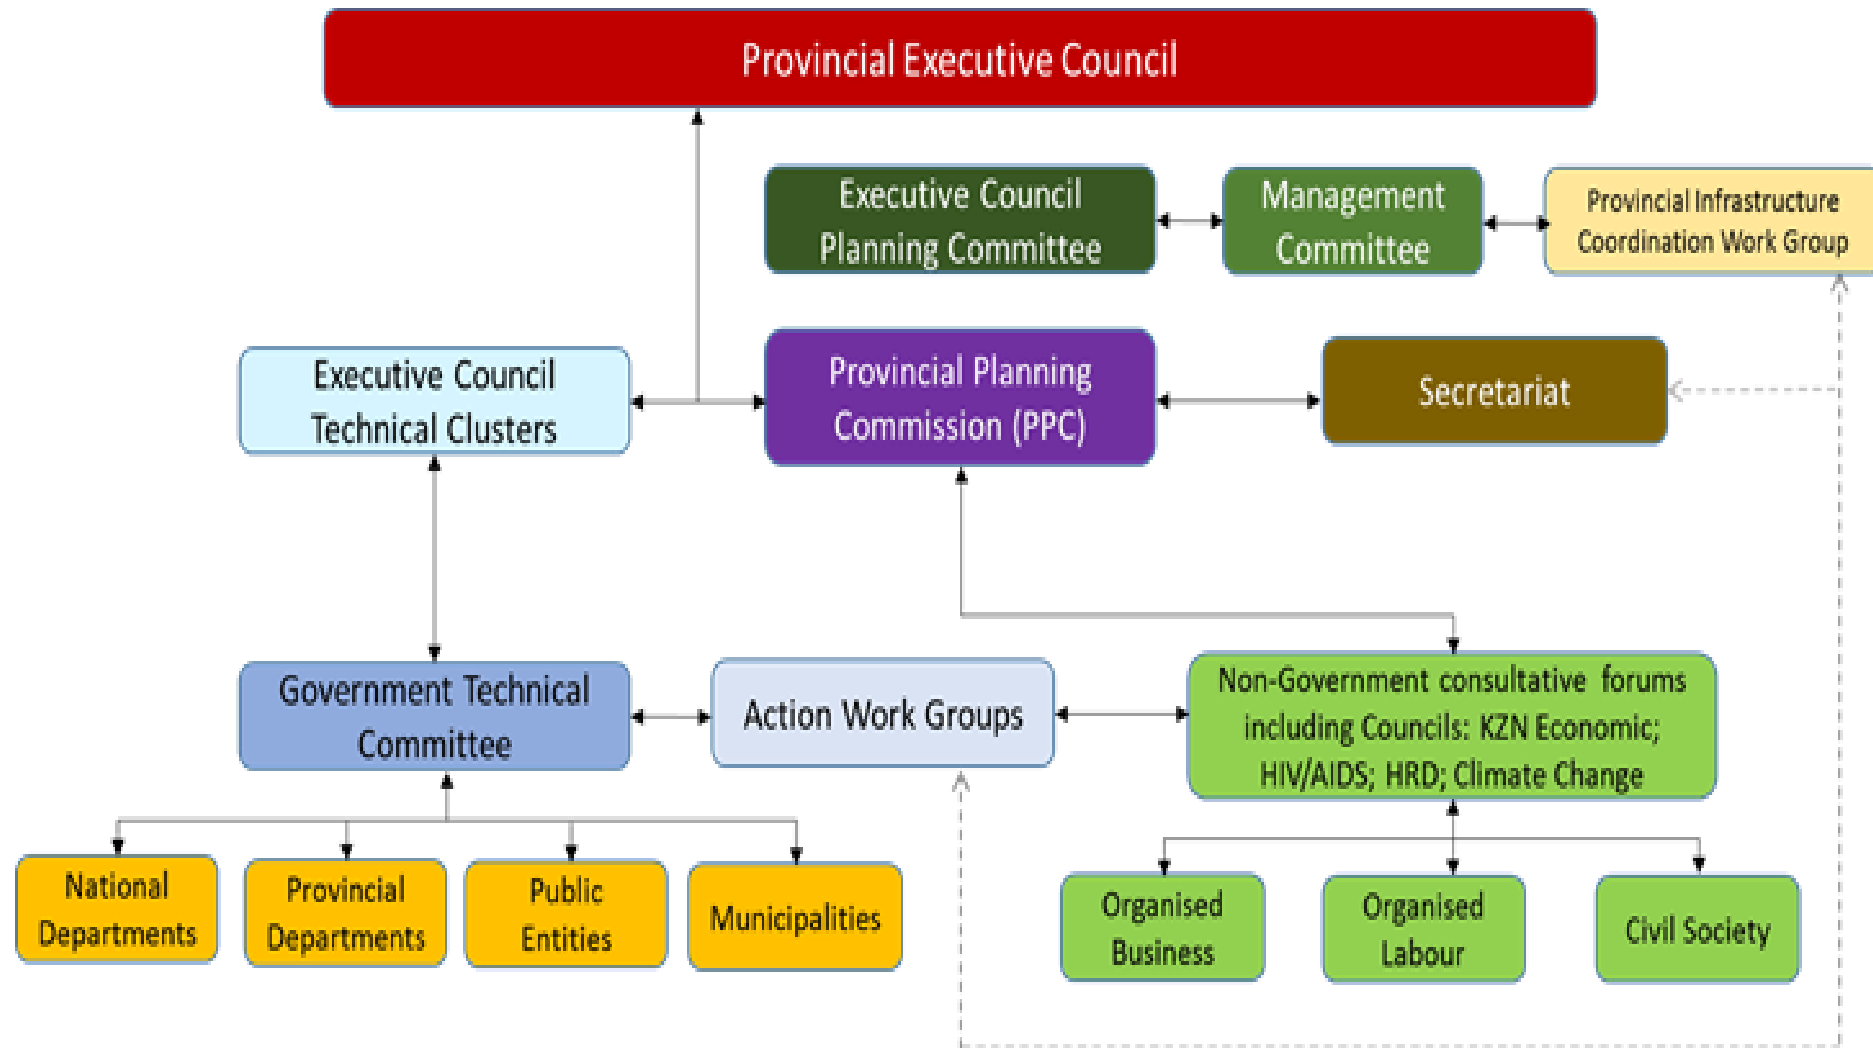 Provincial Executive Council
Executive Council
Planning Committee
Management
Committee
Provincial Infrastructure
Coordination Work Group
Executive Council
Technical Clusters
Provincial Planning
Commission (PPC)
Secretariat
Government Technical
Committee
Action Work Groups
Non-Government consultative forums
including Councils: KZN Economic;
HIV/AIDS; HRD; Climate Change
National
Departments
Provincial
Departments
Public
Entities
Municipalities
Organised
Business
Organised
Labour
Civil Society